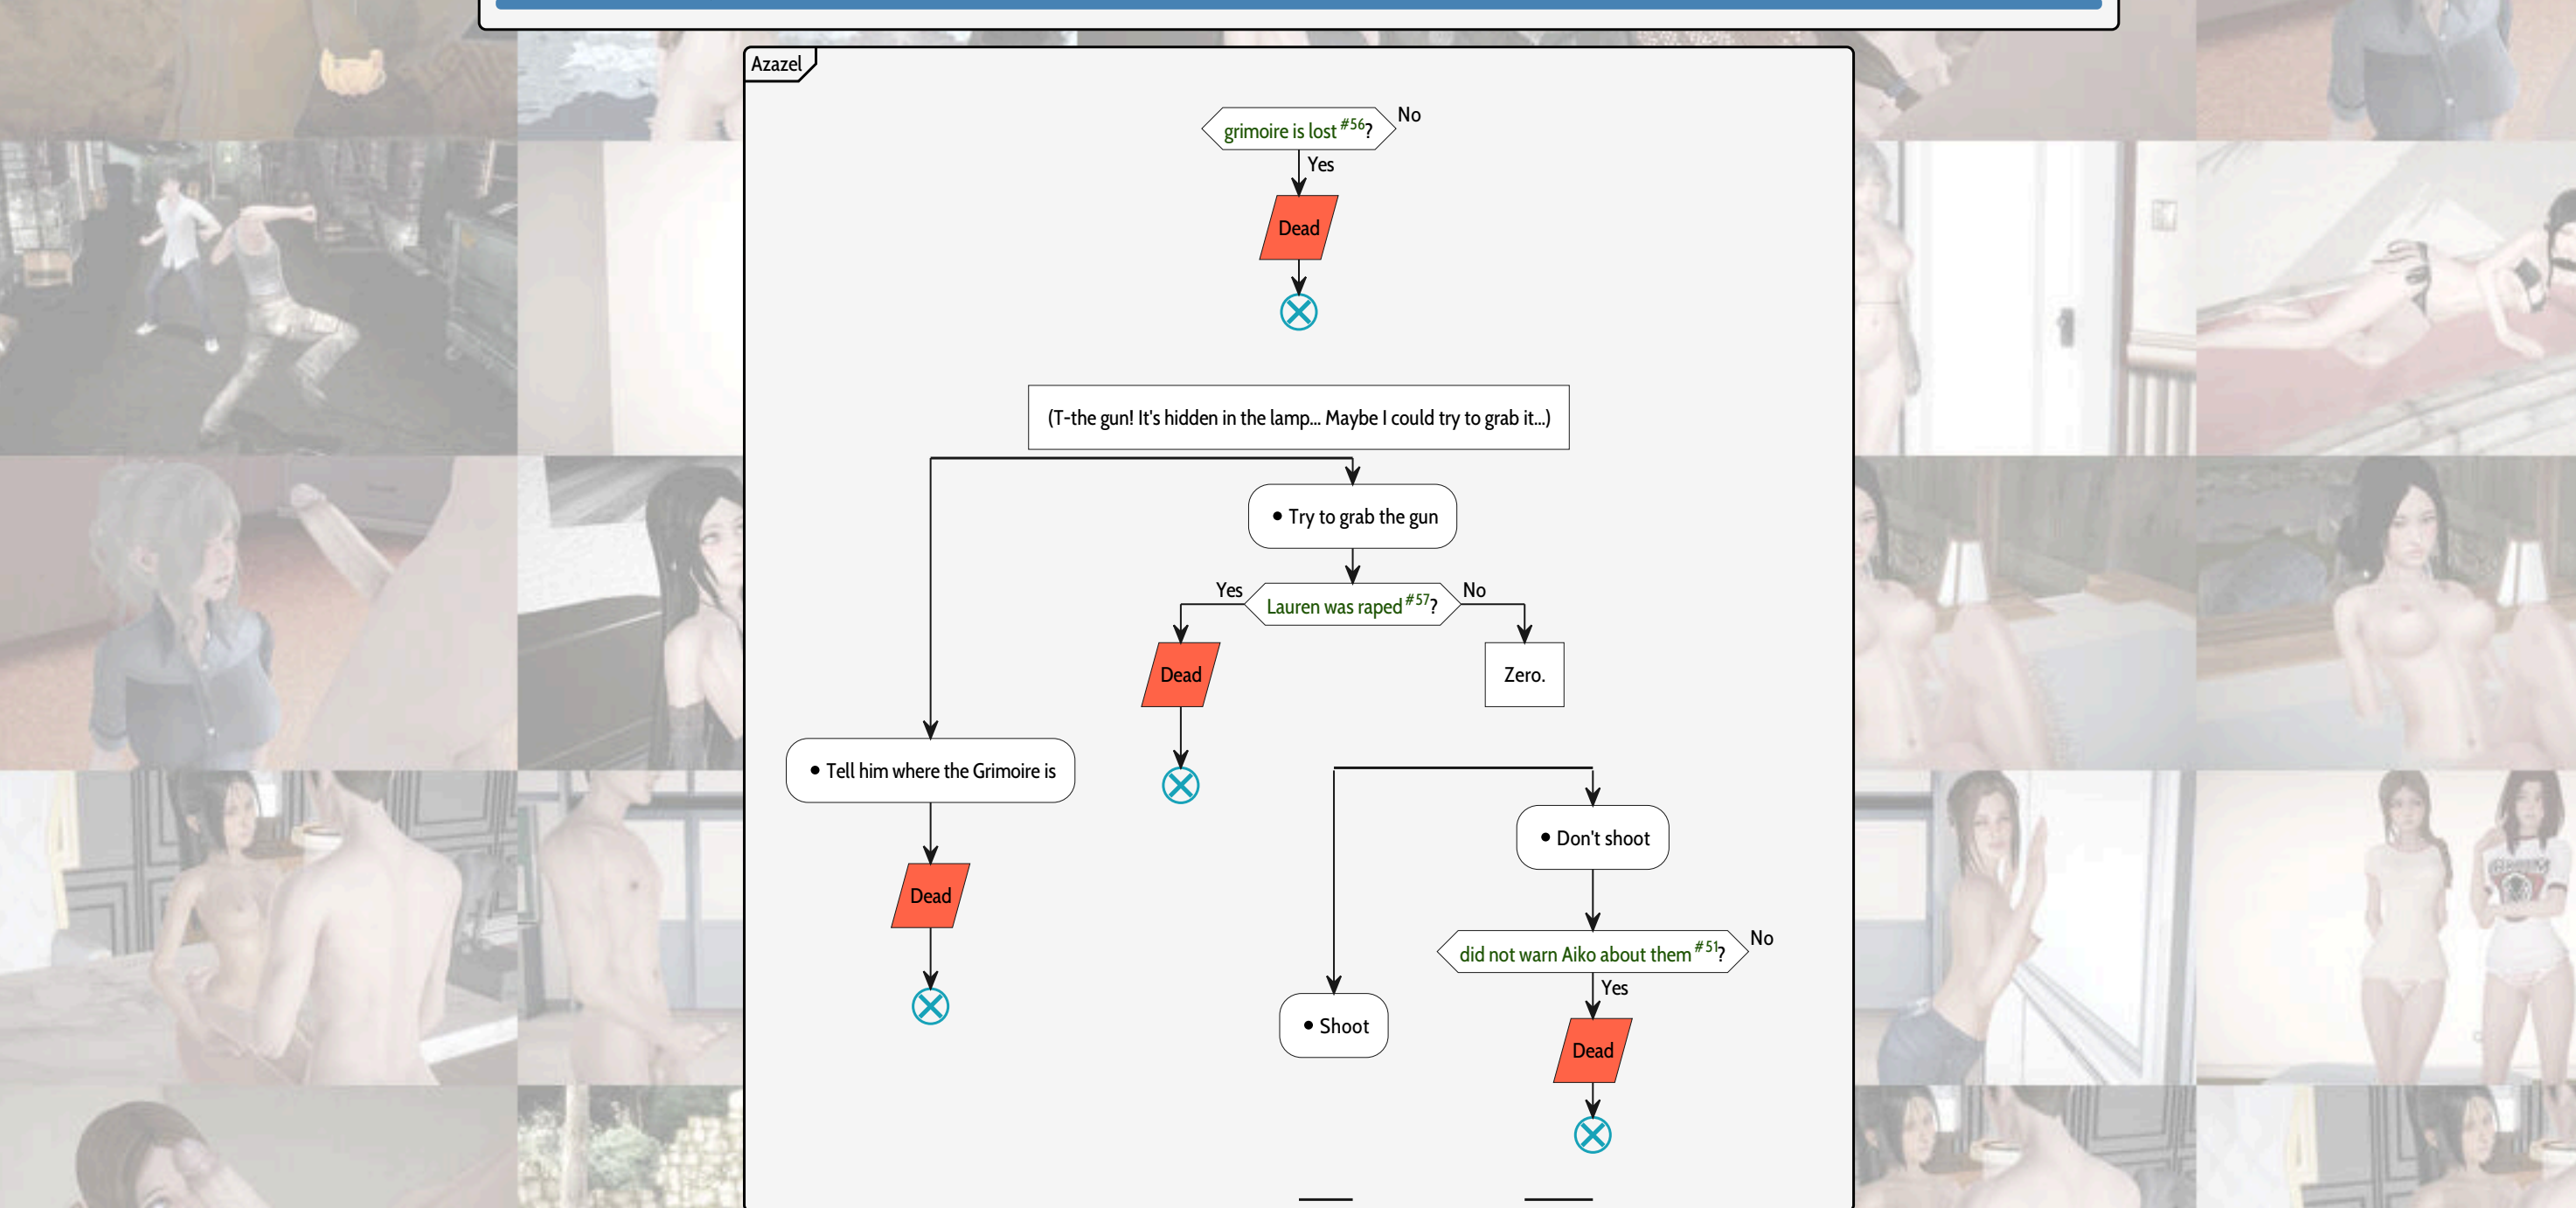 Azazel
grimoire is lost #56?
No
Yes
Dead
(T-the gun! It's hidden in the lamp... Maybe I could try to grab it...)
• Try to grab the gun
Yes
Lauren was raped #57?
No
Dead
Zero.
• Tell him where the Grimoire is
• Don't shoot
Dead
did not warn Aiko about them #51?
No
Yes
• Shoot
Dead